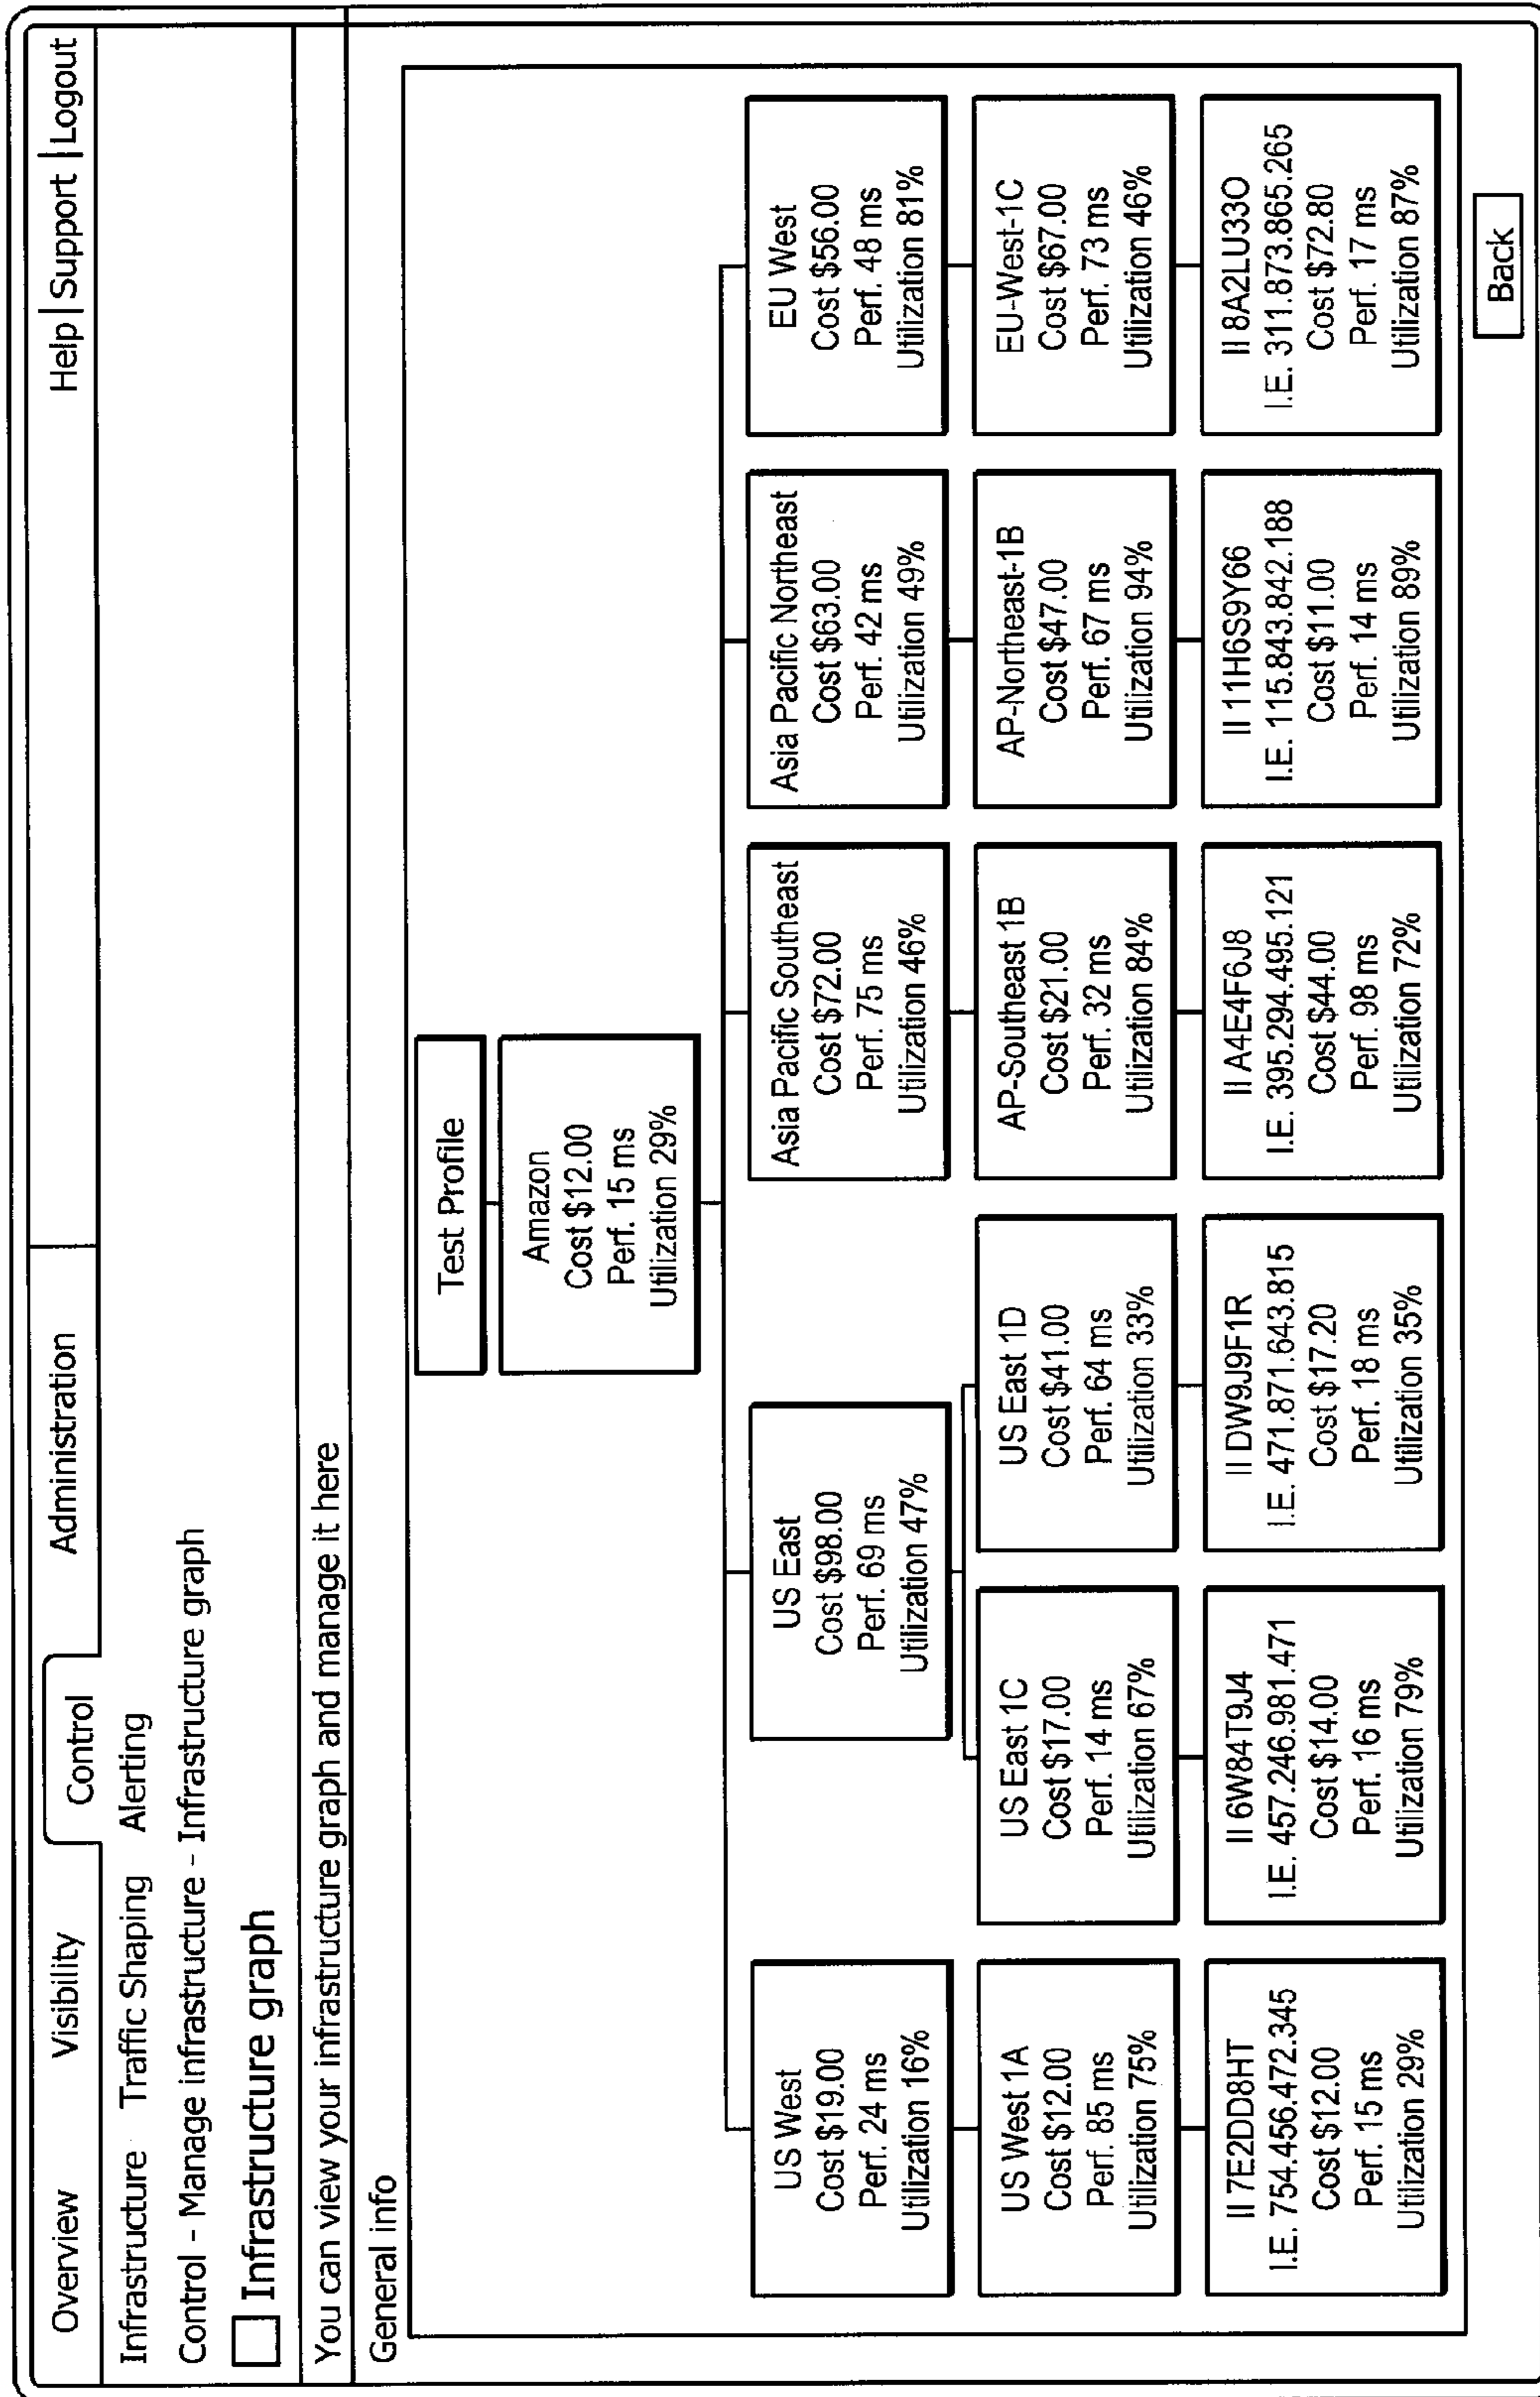 Overview Visibility Control Administration Help | Support | Logout
Infrastructure Traffic Shaping Alerting
Control - Manage infrastructure - Infrastructure graph
Infrastructure graph
You can view your infrastructure graph and manage it here
General info
Test Profile
Amazon
Cost $12.00
Perf. 15 ms
Utilization 29%
US West
Cost $19.00
Perf. 24 ms
Utilization 16%
US East
Cost $98.00
Perf. 69 ms
Utilization 47%
Asia Pacific Southeast
Cost $72.00
Perf. 75 ms
Utilization 46%
Asia Pacific Northeast
Cost $63.00
Perf. 42 ms
Utilization 49%
EU West
Cost $56.00
Perf. 48 ms
Utilization 81%
US West 1A
Cost $12.00
Perf. 85 ms
Utilization 75%
US East 1C
Cost $17.00
Perf. 14 ms
Utilization 67%
US East 1D
Cost $41.00
Perf. 64 ms
Utilization 33%
AP-Southeast 1B
Cost $21.00
Perf. 32 ms
Utilization 84%
AP-Northeast-1B
Cost $47.00
Perf. 67 ms
Utilization 94%
EU-West-1C
Cost $67.00
Perf. 73 ms
Utilization 46%
II 7E2DD8HT
I.E. 754.456.472.345
Cost $12.00
Perf. 15 ms
Utilization 29%
II 6W84T9J4
I.E. 457.246.981.471
Cost $14.00
Perf. 16 ms
Utilization 79%
II DW9J9F1R
I.E. 471.871.643.815
Cost $17.20
Perf. 18 ms
Utilization 35%
II A4E4F6J8
I.E. 395.294.495.121
Cost $44.00
Perf. 98 ms
Utilization 72%
II 11H6S9Y66
I.E. 115.843.842.188
Cost $11.00
Perf. 14 ms
Utilization 89%
II 8A2LU33O
I.E. 311.873.865.265
Cost $72.80
Perf. 17 ms
Utilization 87%
Back